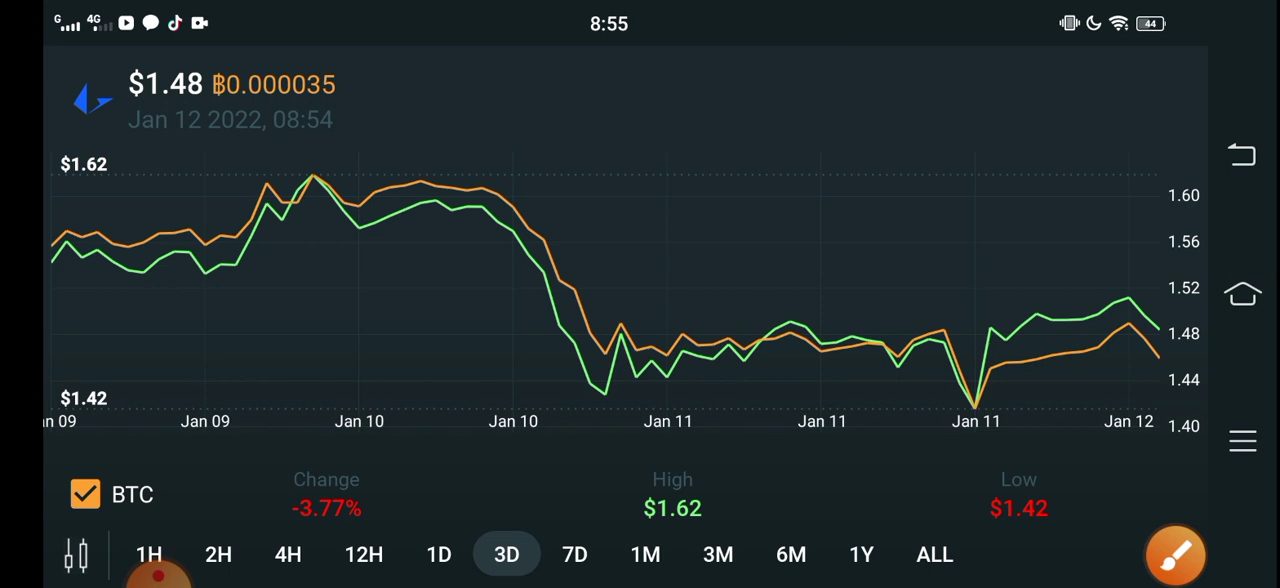 G 4G 8:55 44
$1.48 ฿0.000035
Jan 12 2022, 08:54
$1.62
1.60
1.56
1.52
1.48
1.44
$1.42
1.40
n 09 Jan 09 Jan 10 Jan 10 Jan 11 Jan 11 Jan 11 Jan 12
Change High Low
BTC -3.77% $1.62 $1.42
1H 2H 4H 12H 1D 3D 7D 1M 3M 6M 1Y ALL